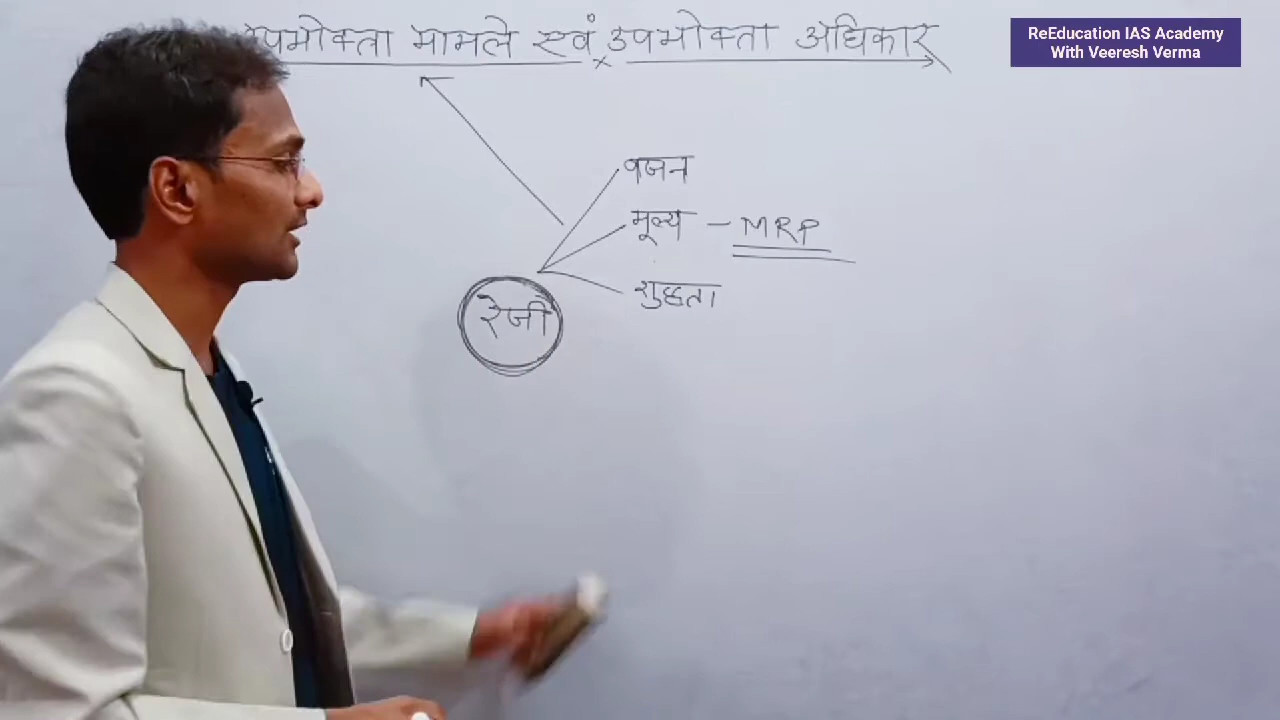 उपभोक्ता मामले एवं उपभोक्ता अधिकार
ReEducation IAS Academy
With Veeresh Verma
वजन
मूल्य - MRP
शुद्धता
रेजी